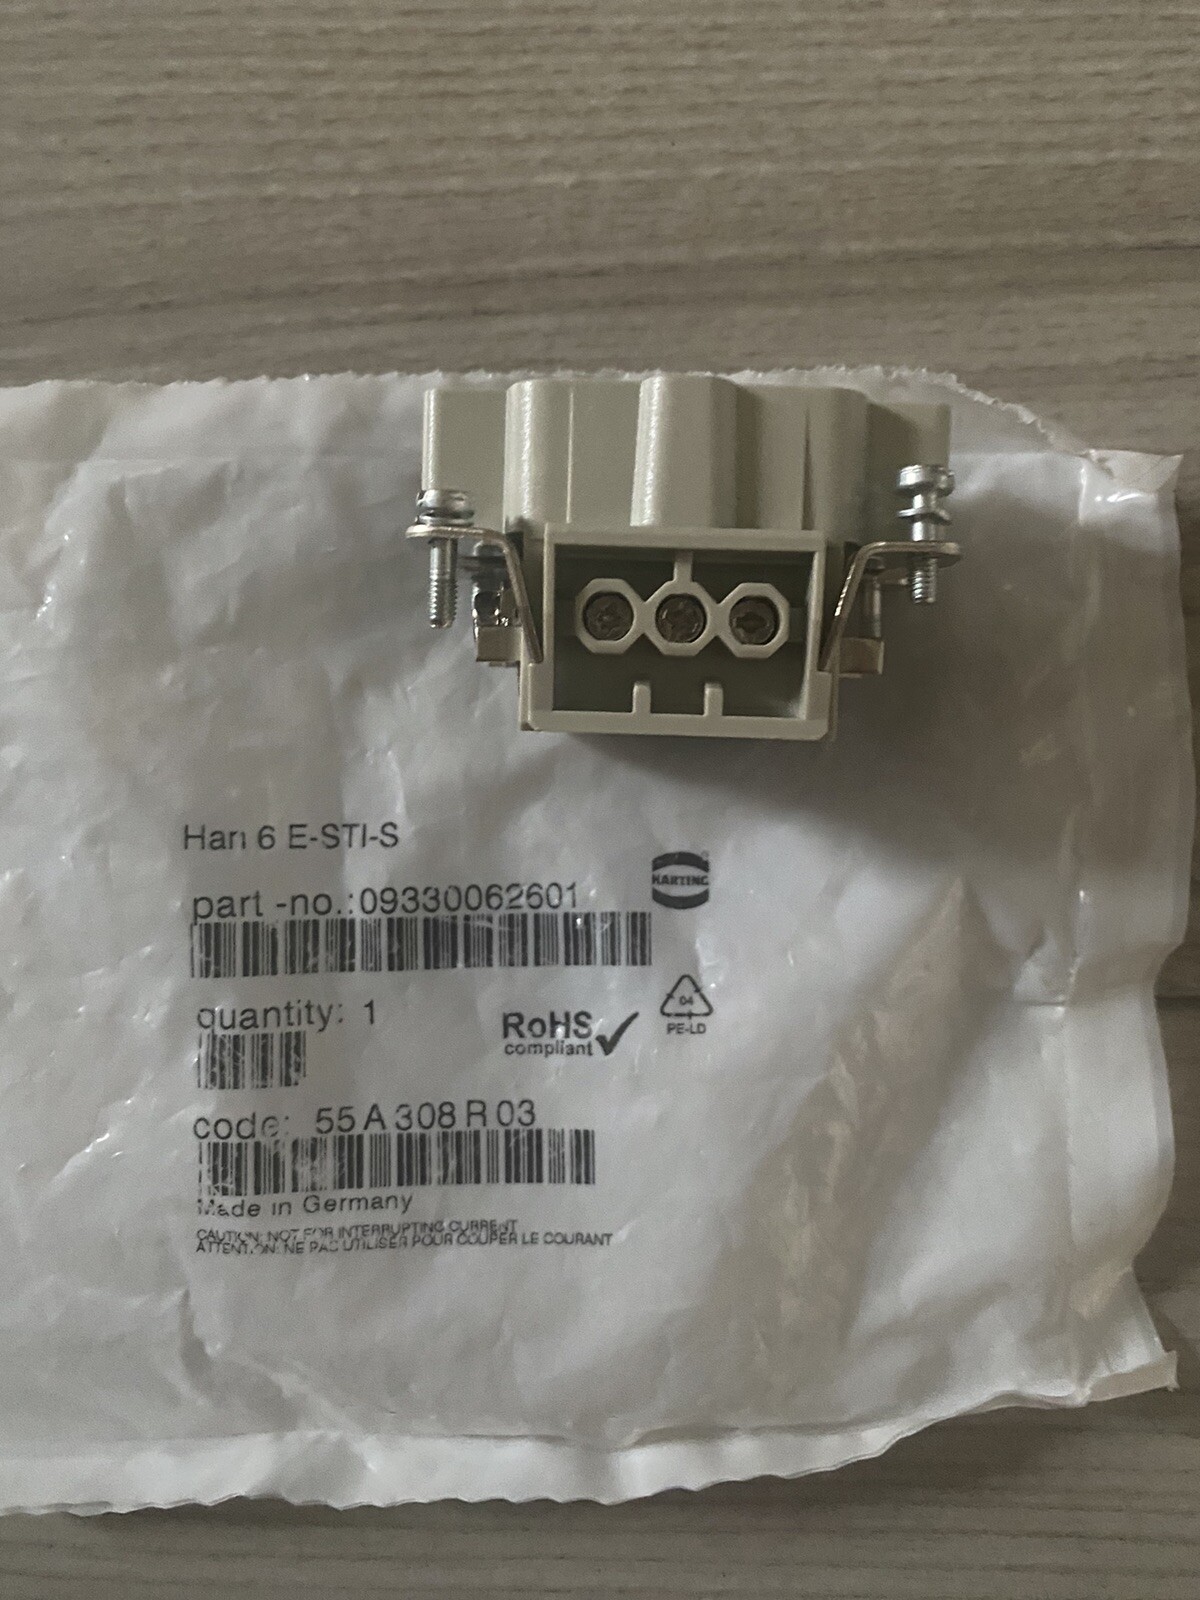 Han 6 E-STI-S
HARTING
part -no.:09330062601
04
quantity: 1
RoHS
compliant
PE-LD
code: 55 A 308 R 03
Made in Germany
CAUTION: NOT FOR INTERRUPTING CURRENT
ATTENTION: NE PAS UTILISER POUR COUPER LE COURANT